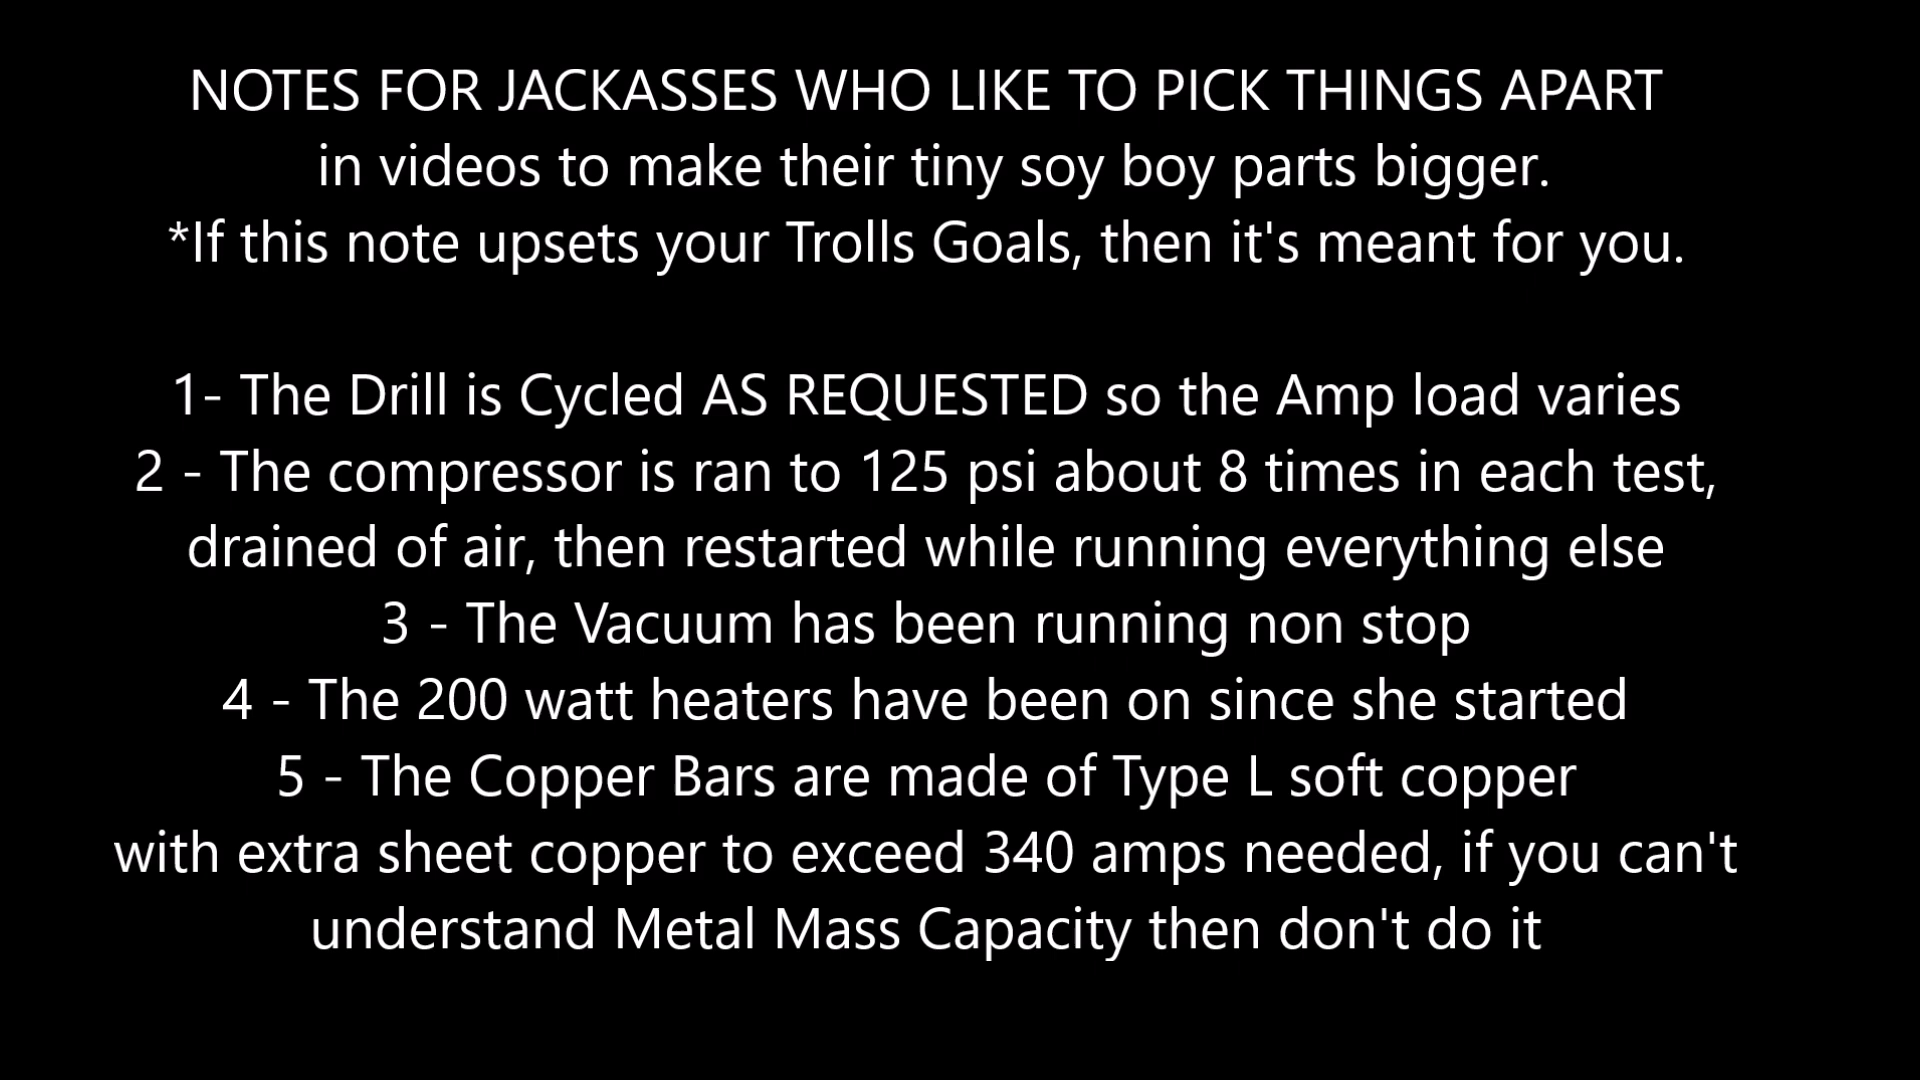 NOTES FOR JACKASSES WHO LIKE TO PICK THINGS APART
in videos to make their tiny soy boy parts bigger.
*If this note upsets your Trolls Goals, then it's meant for you.
1- The Drill is Cycled AS REQUESTED so the Amp load varies
2 - The compressor is ran to 125 psi about 8 times in each test,
drained of air, then restarted while running everything else
3 - The Vacuum has been running non stop
4 - The 200 watt heaters have been on since she started
5 - The Copper Bars are made of Type L soft copper
with extra sheet copper to exceed 340 amps needed, if you can't
understand Metal Mass Capacity then don't do it